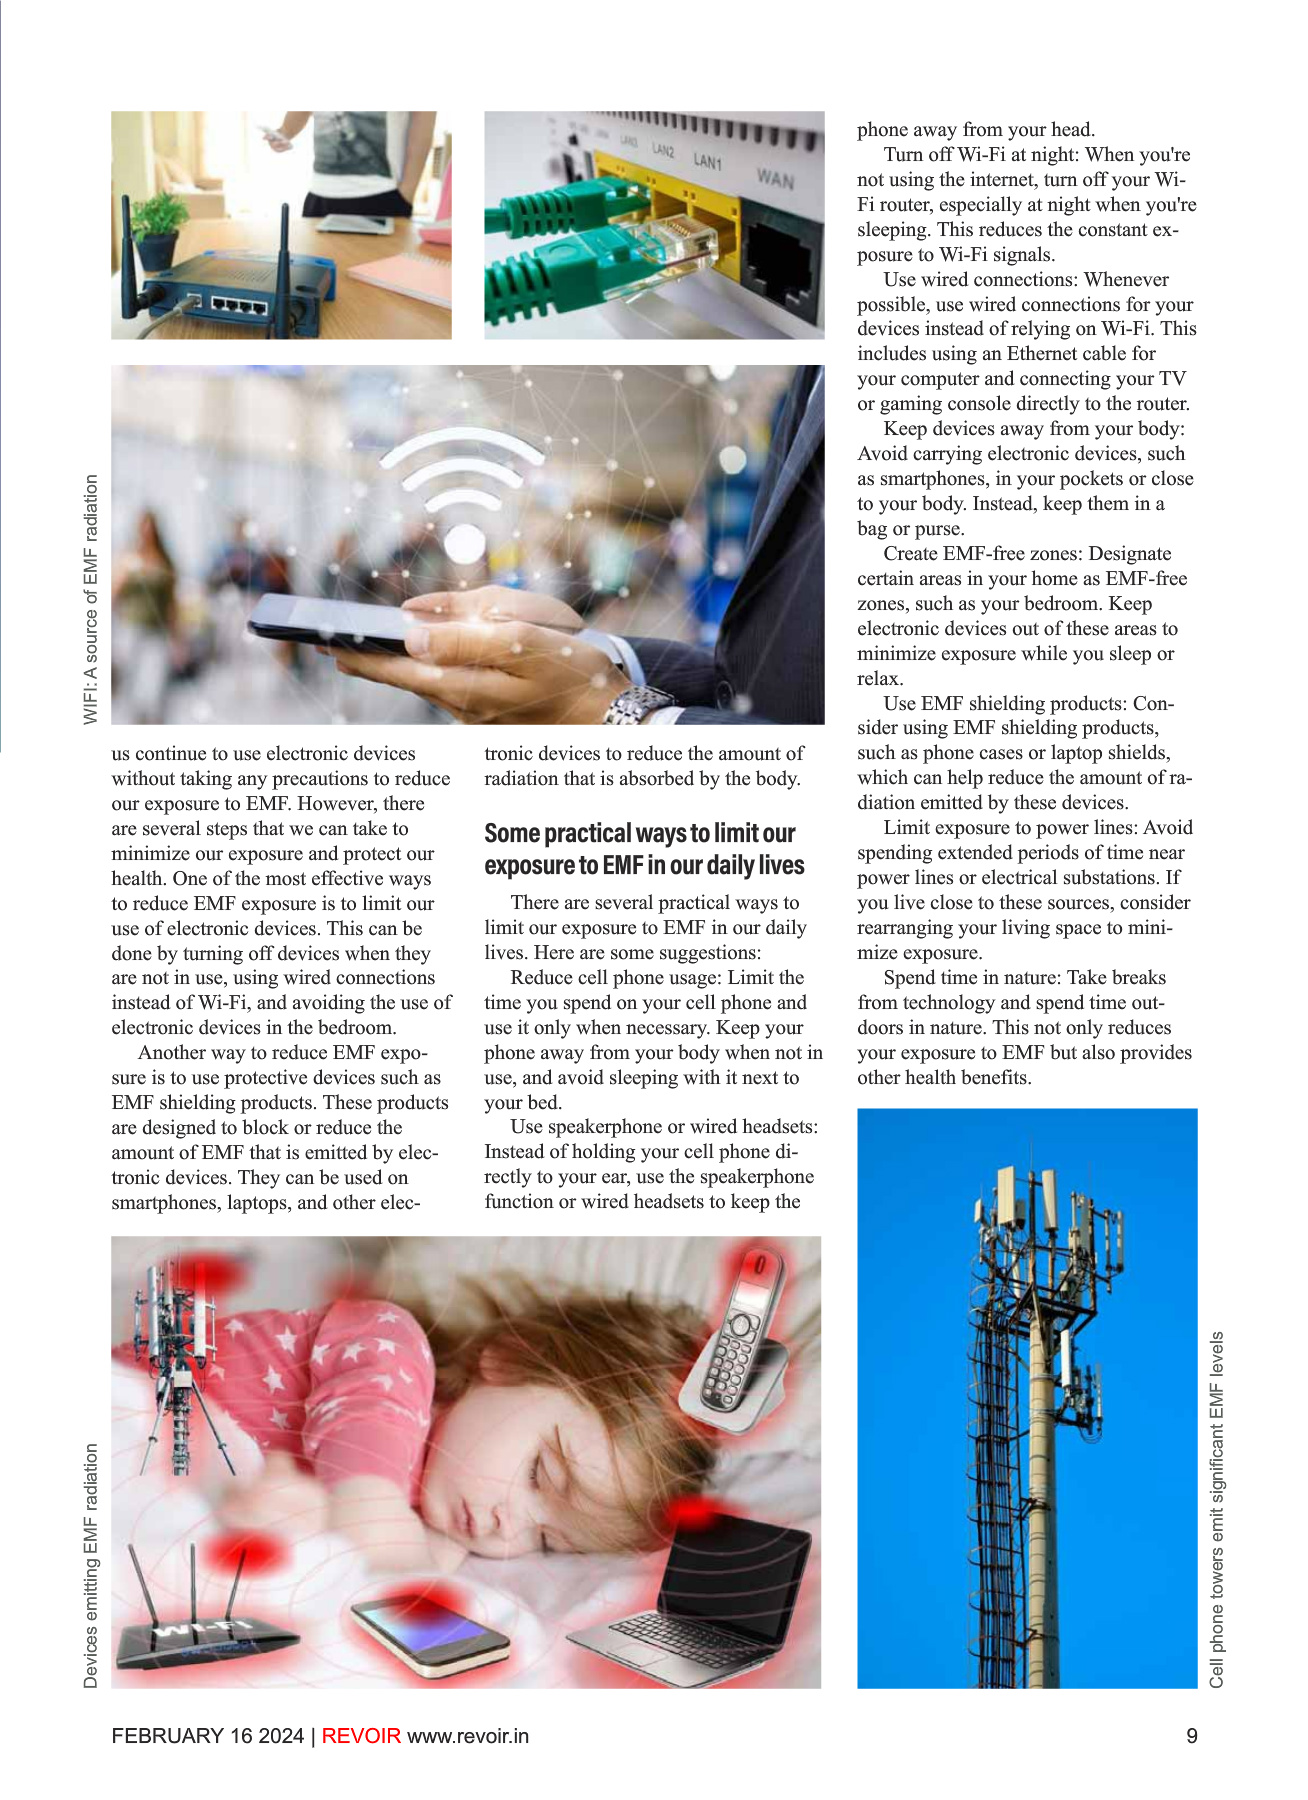 LAN3
LAN2
LAN1
WAN
WIFI: A source of EMF radiation
us continue to use electronic devices
without taking any precautions to reduce
our exposure to EMF. However, there
are several steps that we can take to
minimize our exposure and protect our
health. One of the most effective ways
to reduce EMF exposure is to limit our
use of electronic devices. This can be
done by turning off devices when they
are not in use, using wired connections
instead of Wi-Fi, and avoiding the use of
electronic devices in the bedroom.
Another way to reduce EMF expo-
sure is to use protective devices such as
EMF shielding products. These products
are designed to block or reduce the
amount of EMF that is emitted by elec-
tronic devices. They can be used on
smartphones, laptops, and other elec-
tronic devices to reduce the amount of
radiation that is absorbed by the body.
Some practical ways to limit our
exposure to EMF in our daily lives
There are several practical ways to
limit our exposure to EMF in our daily
lives. Here are some suggestions:
Reduce cell phone usage: Limit the
time you spend on your cell phone and
use it only when necessary. Keep your
phone away from your body when not in
use, and avoid sleeping with it next to
your bed.
Use speakerphone or wired headsets:
Instead of holding your cell phone di-
rectly to your ear, use the speakerphone
function or wired headsets to keep the
phone away from your head.
Turn off Wi-Fi at night: When you're
not using the internet, turn off your Wi-
Fi router, especially at night when you're
sleeping. This reduces the constant ex-
posure to Wi-Fi signals.
Use wired connections: Whenever
possible, use wired connections for your
devices instead of relying on Wi-Fi. This
includes using an Ethernet cable for
your computer and connecting your TV
or gaming console directly to the router.
Keep devices away from your body:
Avoid carrying electronic devices, such
as smartphones, in your pockets or close
to your body. Instead, keep them in a
bag or purse.
Create EMF-free zones: Designate
certain areas in your home as EMF-free
zones, such as your bedroom. Keep
electronic devices out of these areas to
minimize exposure while you sleep or
relax.
Use EMF shielding products: Con-
sider using EMF shielding products,
such as phone cases or laptop shields,
which can help reduce the amount of ra-
diation emitted by these devices.
Limit exposure to power lines: Avoid
spending extended periods of time near
power lines or electrical substations. If
you live close to these sources, consider
rearranging your living space to mini-
mize exposure.
Spend time in nature: Take breaks
from technology and spend time out-
doors in nature. This not only reduces
your exposure to EMF but also provides
other health benefits.
Devices emitting EMF radiation
WI-FI
Cell phone towers emit significant EMF levels
FEBRUARY 16 2024 | REVOIR www.revoir.in
9